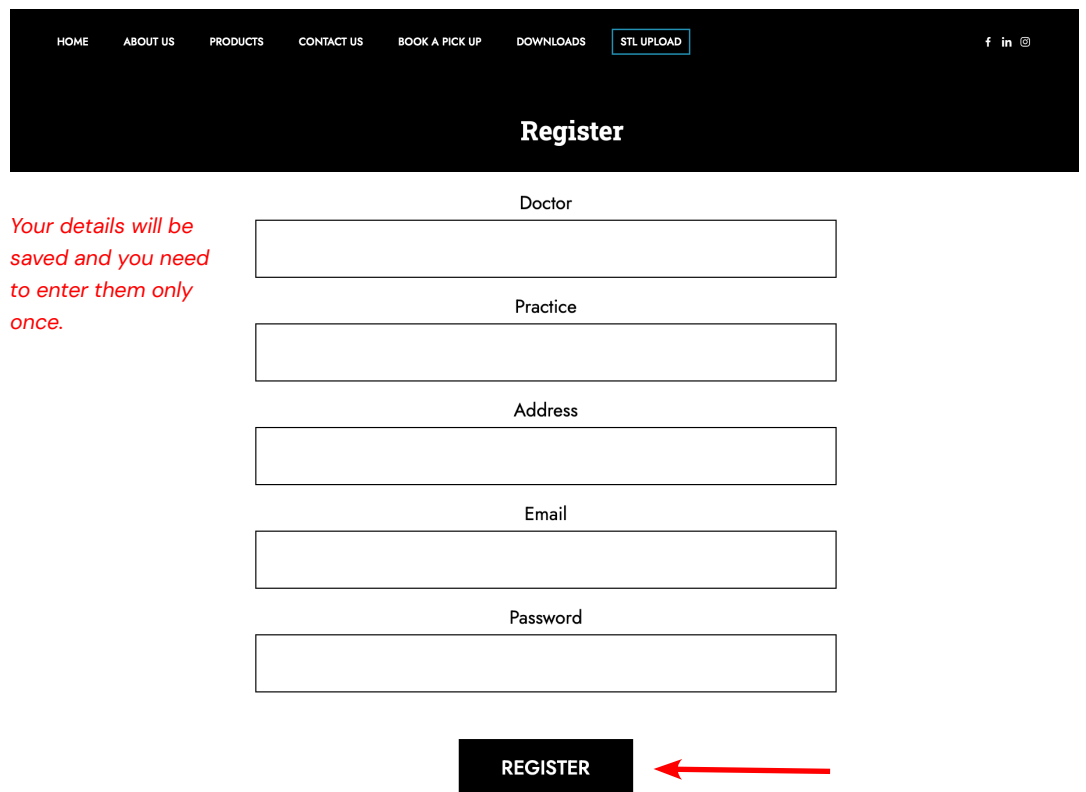 HOME ABOUT US PRODUCTS CONTACT US BOOK A PICK UP DOWNLOADS STL UPLOAD f in
Register
Your details will be
saved and you need
to enter them only
once.
Doctor
Practice
Address
Email
Password
REGISTER